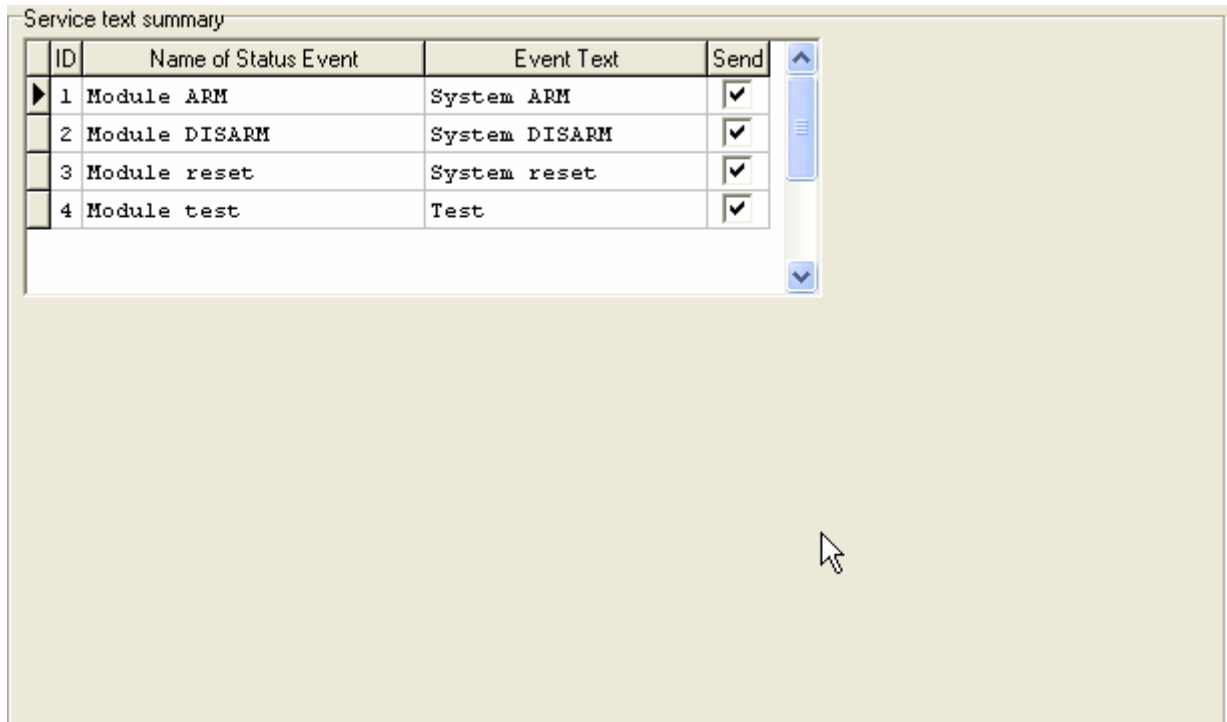 Service text summary
ID Name of Status Event Event Text Send
1 Module ARM System ARM
2 Module DISARM System DISARM
3 Module reset System reset
4 Module test Test